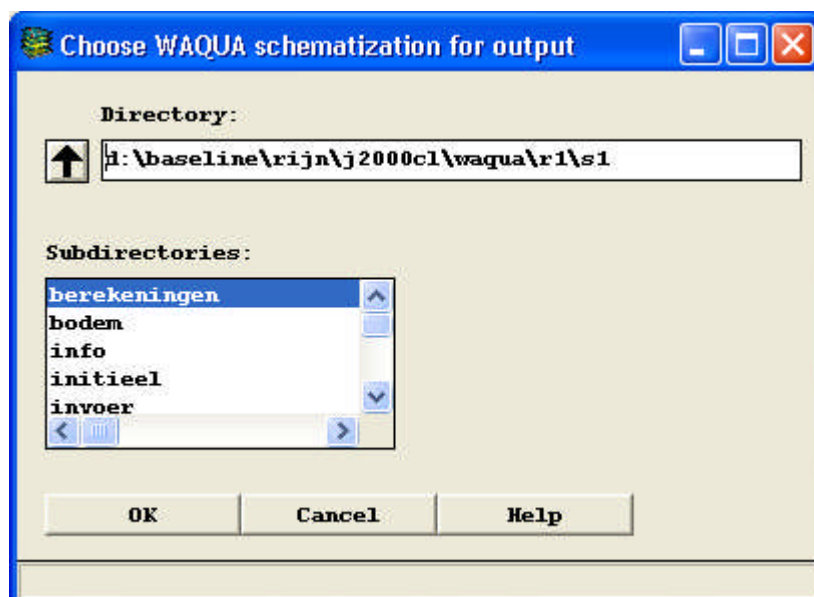 Choose WAQUA schematization for output
Directory:
d:\baseline\rijn\j2000cl\waqua\r1\s1
Subdirectories:
berekeningen
bodem
info
initieel
invoer
OK
Cancel
Help